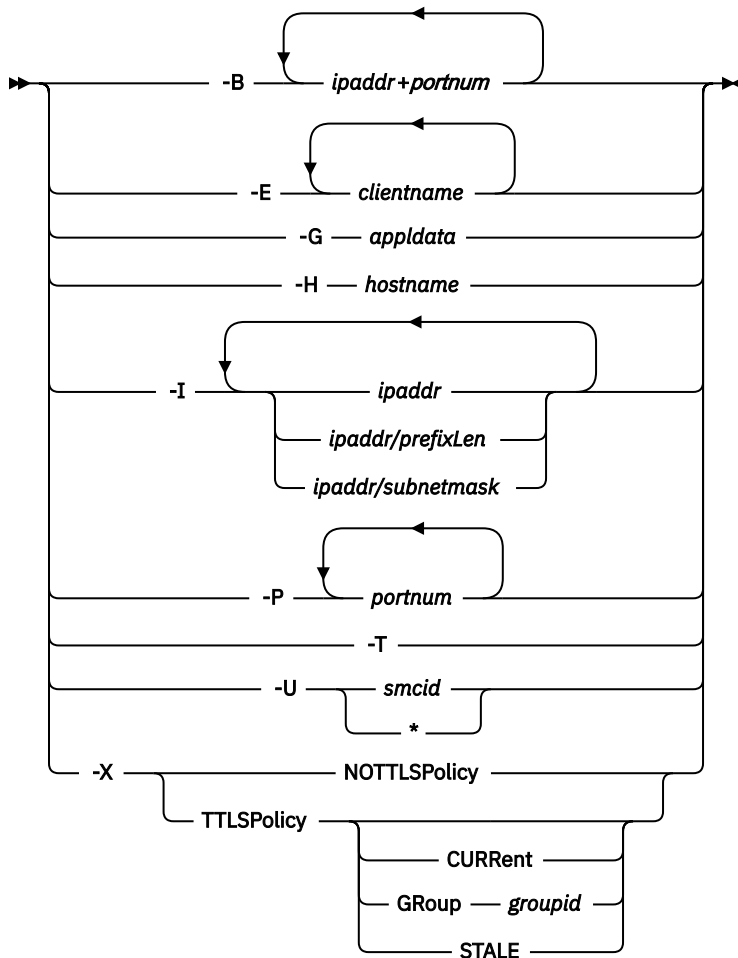 -B ipaddr+portnum
-E clientname
-G appldata
-H hostname
-I ipaddr
ipaddr/prefixLen
ipaddr/subnetmask
-P portnum
-T
-U smcid
*
-X NOTTLSPolicy
TTLSPolicy
CURRent
GRoup groupid
STALE